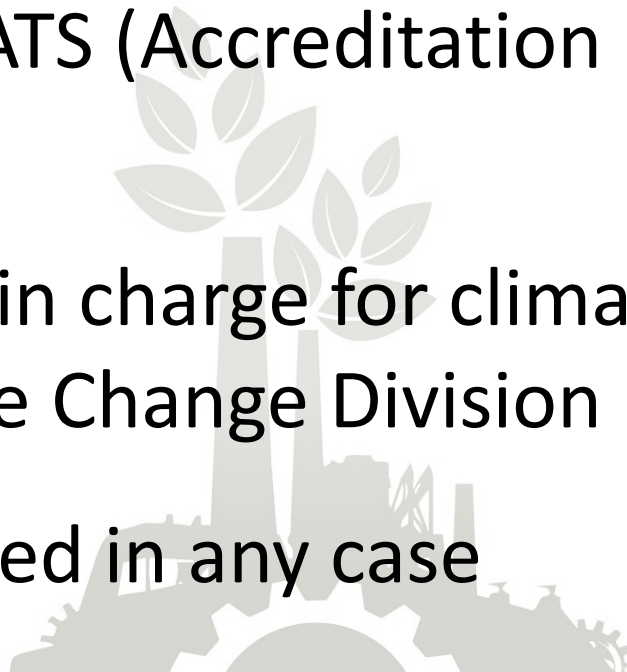 ATS (Accreditation
in charge for clima
e Change Division
ed in any case